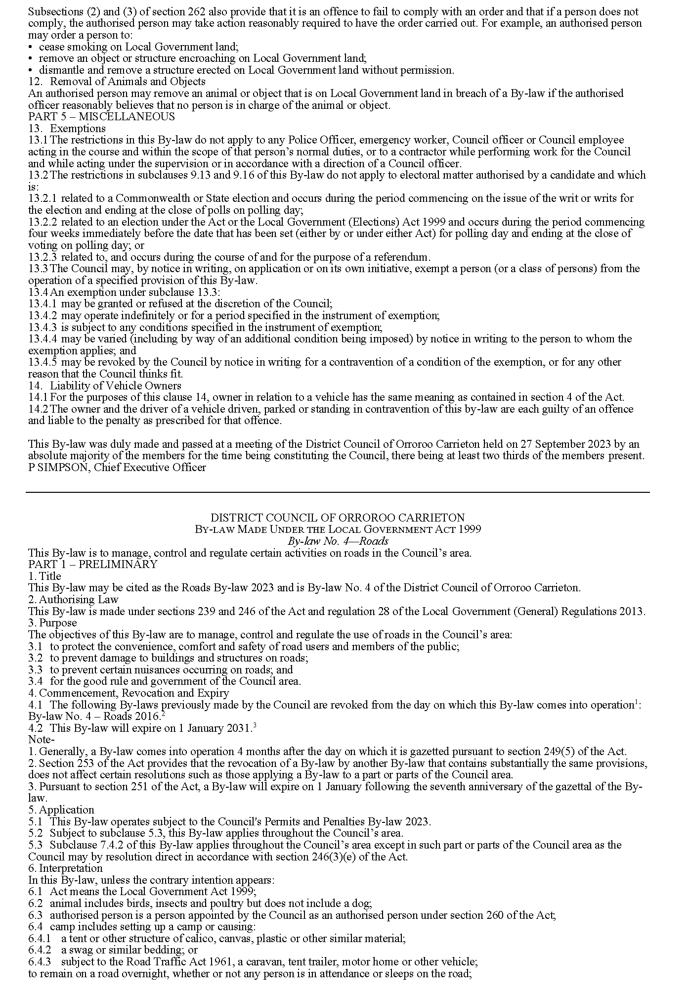 Subsections (2) and (3) of section 262 also provide that it is an offence to fail to comply with an order and that if a person does not
comply, the authorised person may take action reasonably required to have the order carried out. For example, an authorised person
may order a person to:
• cease smoking on Local Government land;
• remove an object or structure encroaching on Local Government land;
• dismantle and remove a structure erected on Local Government land without permission.
12. Removal of Animals and Objects
An authorised person may remove an animal or object that is on Local Government land in breach of a By-law if the authorised
officer reasonably believes that no person is in charge of the animal or object.
PART 5 – MISCELLANEOUS
13. Exemptions
13.1 The restrictions in this By-law do not apply to any Police Officer, emergency worker, Council officer or Council employee
acting in the course and within the scope of that person’s normal duties, or to a contractor while performing work for the Council
and while acting under the supervision or in accordance with a direction of a Council officer.
13.2 The restrictions in subclauses 9.13 and 9.16 of this By-law do not apply to electoral matter authorised by a candidate and which
is:
13.2.1 related to a Commonwealth or State election and occurs during the period commencing on the issue of the writ or writs for
the election and ending at the close of polls on polling day;
13.2.2 related to an election under the Act or the Local Government (Elections) Act 1999 and occurs during the period commencing
four weeks immediately before the date that has been set (either by or under either Act) for polling day and ending at the close of
voting on polling day; or
13.2.3 related to, and occurs during the course of and for the purpose of a referendum.
13.3 The Council may, by notice in writing, on application or on its own initiative, exempt a person (or a class of persons) from the
operation of a specified provision of this By-law.
13.4 An exemption under subclause 13.3:
13.4.1 may be granted or refused at the discretion of the Council;
13.4.2 may operate indefinitely or for a period specified in the instrument of exemption;
13.4.3 is subject to any conditions specified in the instrument of exemption;
13.4.4 may be varied (including by way of an additional condition being imposed) by notice in writing to the person to whom the
exemption applies; and
13.4.5 may be revoked by the Council by notice in writing for a contravention of a condition of the exemption, or for any other
reason that the Council thinks fit.
14. Liability of Vehicle Owners
14.1 For the purposes of this clause 14, owner in relation to a vehicle has the same meaning as contained in section 4 of the Act.
14.2 The owner and the driver of a vehicle driven, parked or standing in contravention of this by-law are each guilty of an offence
and liable to the penalty as prescribed for that offence.
This By-law was duly made and passed at a meeting of the District Council of Orroroo Carrieton held on 27 September 2023 by an
absolute majority of the members for the time being constituting the Council, there being at least two thirds of the members present.
P SIMPSON, Chief Executive Officer
DISTRICT COUNCIL OF ORROROO CARRIETON
BY-LAW MADE UNDER THE LOCAL GOVERNMENT ACT 1999
By-law No. 4—Roads
This By-law is to manage, control and regulate certain activities on roads in the Council’s area.
PART 1 – PRELIMINARY
1. Title
This By-law may be cited as the Roads By-law 2023 and is By-law No. 4 of the District Council of Orroroo Carrieton.
2. Authorising Law
This By-law is made under sections 239 and 246 of the Act and regulation 28 of the Local Government (General) Regulations 2013.
3. Purpose
The objectives of this By-law are to manage, control and regulate the use of roads in the Council’s area:
3.1 to protect the convenience, comfort and safety of road users and members of the public;
3.2 to prevent damage to buildings and structures on roads;
3.3 to prevent certain nuisances occurring on roads; and
3.4 for the good rule and government of the Council area.
4. Commencement, Revocation and Expiry
4.1 The following By-laws previously made by the Council are revoked from the day on which this By-law comes into operation¹:
By-law No. 4 – Roads 2016.²
4.2 This By-law will expire on 1 January 2031.³
Note-
1. Generally, a By-law comes into operation 4 months after the day on which it is gazetted pursuant to section 249(5) of the Act.
2. Section 253 of the Act provides that the revocation of a By-law by another By-law that contains substantially the same provisions,
does not affect certain resolutions such as those applying a By-law to a part or parts of the Council area.
3. Pursuant to section 251 of the Act, a By-law will expire on 1 January following the seventh anniversary of the gazettal of the By-
law.
5. Application
5.1 This By-law operates subject to the Council's Permits and Penalties By-law 2023.
5.2 Subject to subclause 5.3, this By-law applies throughout the Council’s area.
5.3 Subclause 7.4.2 of this By-law applies throughout the Council’s area except in such part or parts of the Council area as the
Council may by resolution direct in accordance with section 246(3)(e) of the Act.
6. Interpretation
In this By-law, unless the contrary intention appears:
6.1 Act means the Local Government Act 1999;
6.2 animal includes birds, insects and poultry but does not include a dog;
6.3 authorised person is a person appointed by the Council as an authorised person under section 260 of the Act;
6.4 camp includes setting up a camp or causing:
6.4.1 a tent or other structure of calico, canvas, plastic or other similar material;
6.4.2 a swag or similar bedding; or
6.4.3 subject to the Road Traffic Act 1961, a caravan, tent trailer, motor home or other vehicle;
to remain on a road overnight, whether or not any person is in attendance or sleeps on the road;